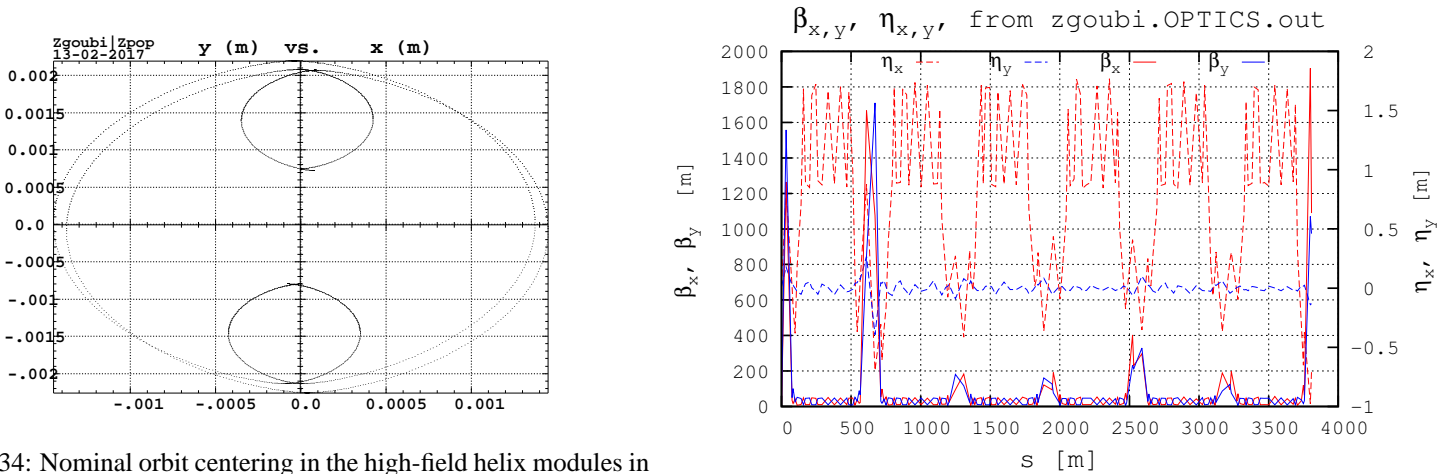 Zgoubi|Zpop
13-02-2017
y (m) vs. x (m)
0.002
0.0015
0.001
0.0005
0.0
-.0005
-.001
-.0015
-.002
-.001 -.0005 0.0 0.0005 0.001
34: Nominal orbit centering in the high-field helix modules in
βx,y, ηx,y, from zgoubi.OPTICS.out
ηx ηy βx βy
2000
1800
1600
1400
1200
1000
800
600
400
200
0
βx, βy [m]
2
1.5
1
0.5
0
−0.5
−1
ηx, ηy [m]
0 500 1000 1500 2000 2500 3000 3500 4000
s [m]